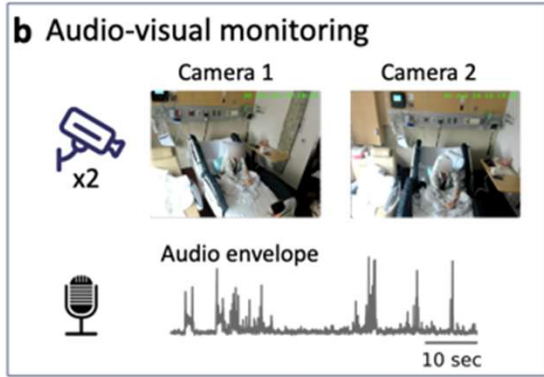 b Audio-visual monitoring
Camera 1
Camera 2
x2
Audio envelope
10 sec